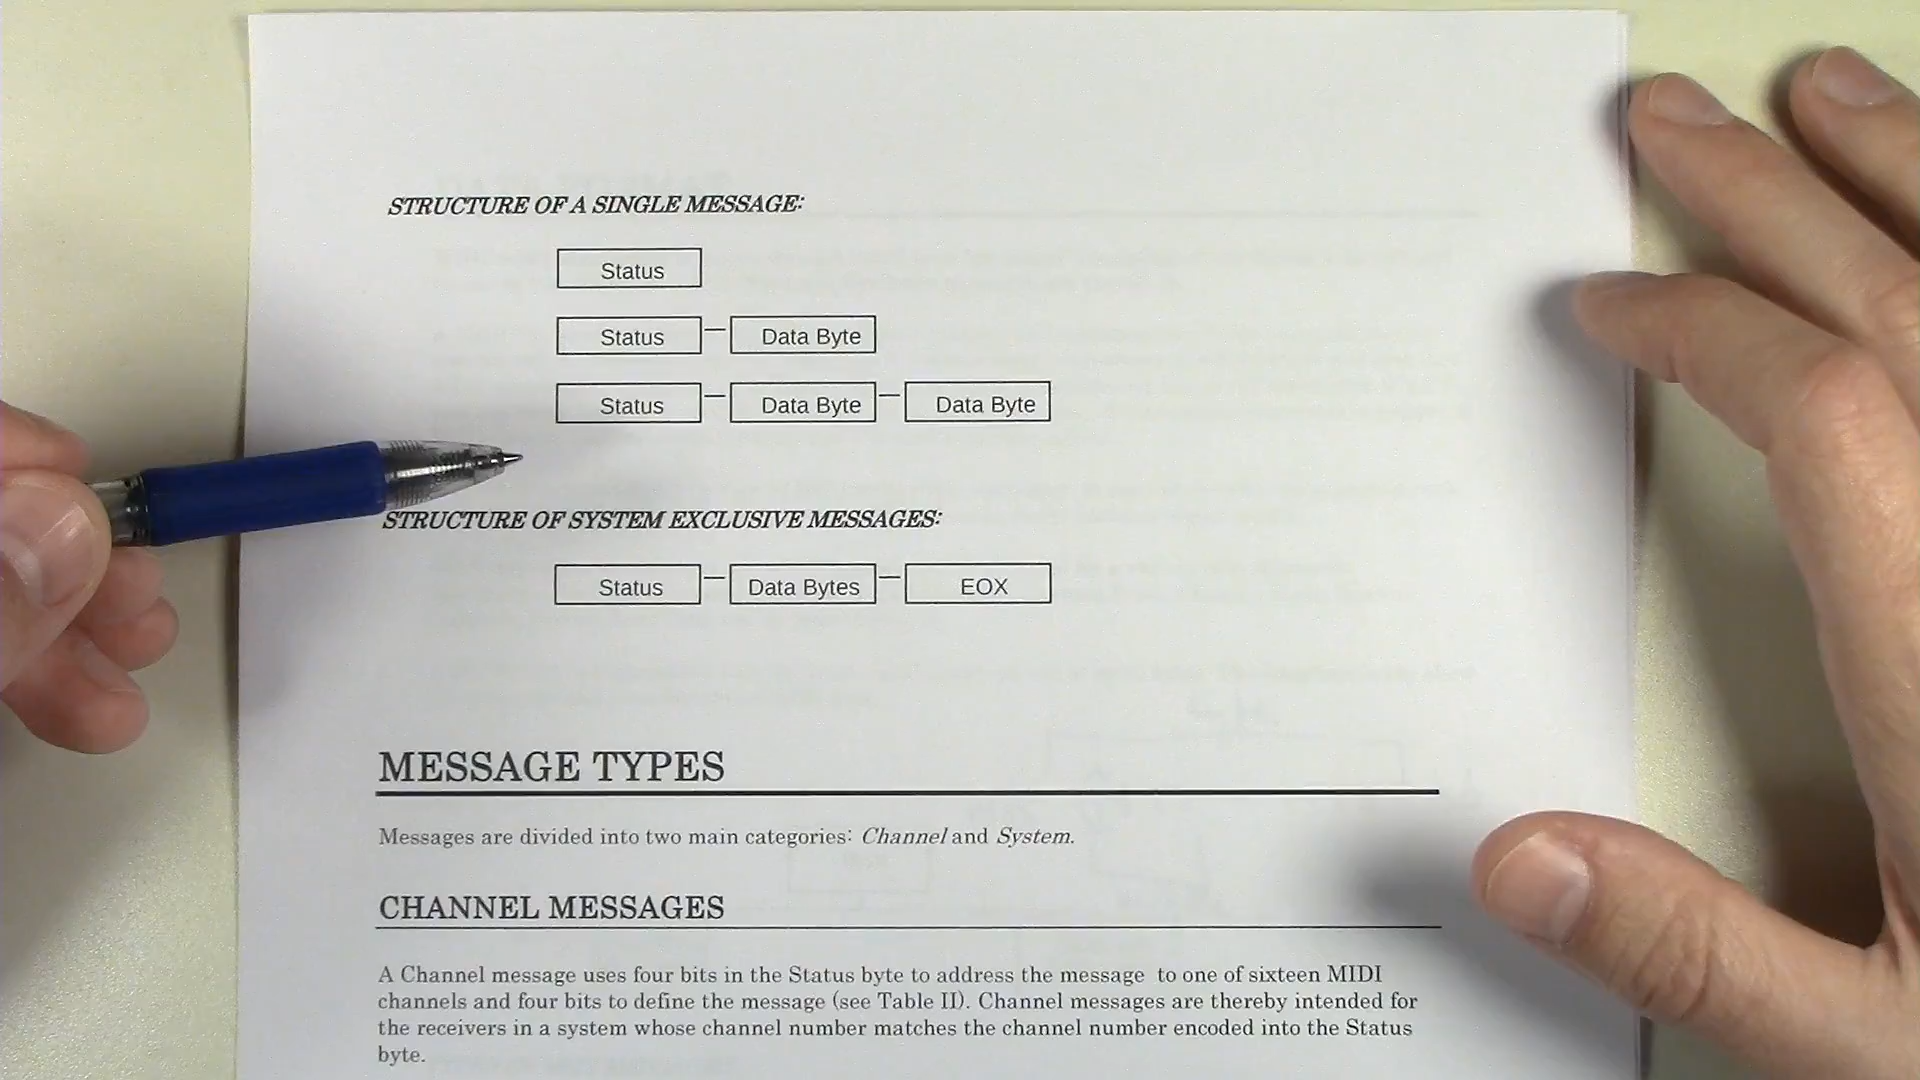 STRUCTURE OF A SINGLE MESSAGE:
Status
Status Data Byte
Status Data Byte Data Byte
STRUCTURE OF SYSTEM EXCLUSIVE MESSAGES:
Status Data Bytes EOX
MESSAGE TYPES
Messages are divided into two main categories: Channel and System.
CHANNEL MESSAGES
A Channel message uses four bits in the Status byte to address the message to one of sixteen MIDI
channels and four bits to define the message (see Table II). Channel messages are thereby intended for
the receivers in a system whose channel number matches the channel number encoded into the Status
byte.